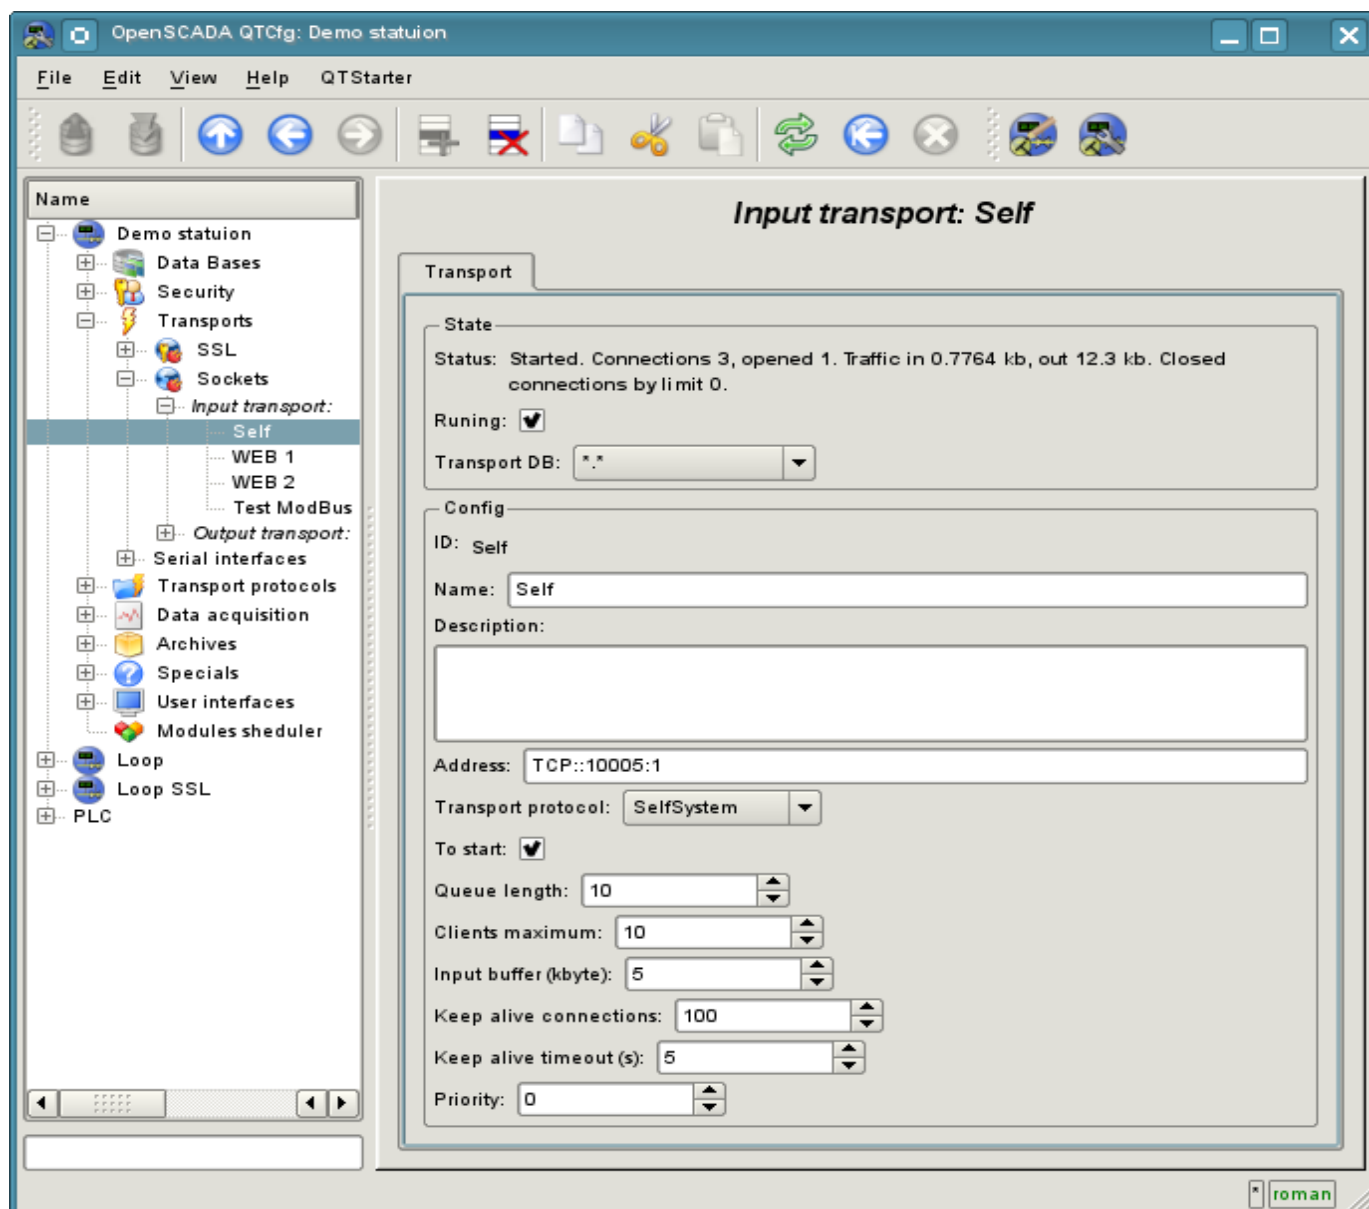 OpenSCADA QTCfg: Demo statuion
File Edit View Help QTStarter
Name
Demo statuion
Data Bases
Security
Transports
SSL
Sockets
Input transport:
Self
WEB 1
WEB 2
Test ModBus
Output transport:
Serial interfaces
Transport protocols
Data acquisition
Archives
Specials
User interfaces
Modules sheduler
Loop
Loop SSL
PLC
Input transport: Self
Transport
State
Status: Started. Connections 3, opened 1. Traffic in 0.7764 kb, out 12.3 kb. Closed
connections by limit 0.
Runing:
Transport DB: *.*
Config
ID: Self
Name: Self
Description:
Address: TCP::10005:1
Transport protocol: SelfSystem
To start:
Queue length: 10
Clients maximum: 10
Input buffer (kbyte): 5
Keep alive connections: 100
Keep alive timeout (s): 5
Priority: 0
* roman